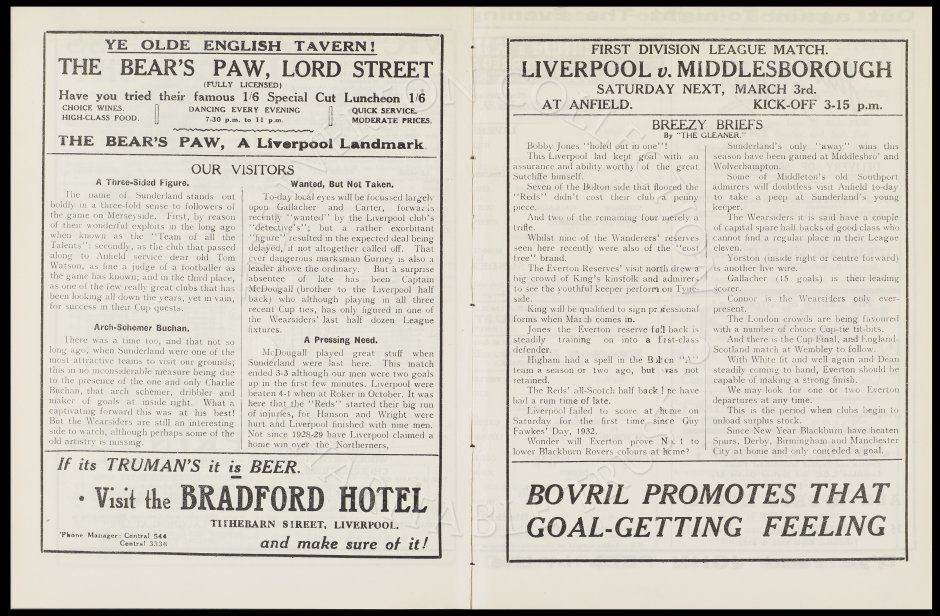 YE OLDE ENGLISH TAVERN!
THE BEAR'S PAW, LORD STREET
(FULLY LICENSED)
Have you tried their famous 1/6 Special Cut Luncheon 1/6
CHOICE WINES.
HIGH-CLASS FOOD.
DANCING EVERY EVENING
7-30 p.m. to 11 p.m.
QUICK SERVICE.
MODERATE PRICES.
THE BEAR'S PAW, A Liverpool Landmark
OUR VISITORS
A Three-Sided Figure.
The name of Sunderland stands out
boldly in a three-fold sense to followers of
the game on Merseyside. First, by reason
of their wonderful exploits in the long ago
when known as the "Team of all the
Talents": secondly, as the club that passed
along to Anfield service dear old Tom
Watson, as fine a judge of a footballer as
the game has known; and in the third place,
as one of the few really great clubs that has
been looking all down the years, yet in vain,
for success in their Cup quests.
Arch-Schemer Buchan.
There was a time too, and that not so
long ago, when Sunderland were one of the
most attractive teams to visit our grounds;
this in no inconsiderable measure being due
to the presence of the one and only Charlie
Buchan, that arch schemer, dribbler and
maker of goals at inside right. What a
captivating forward this was at his best!
But the Wearsiders are still an interesting
side to watch, although perhaps some of the
old artistry is missing.
Wanted, But Not Taken.
To-day local eyes will be focussed largely
upon Gallacher and Carter, forwards
recently "wanted" by the Liverpool club's
"detective's"; but a rather exorbitant
"figure" resulted in the expected deal being
delayed, if not altogether called off. That
ever dangerous marksman Gurney is also a
leader above the ordinary. But a surprise
absentee of late has been Captain
McDougall (brother to the Liverpool half
back) who although playing in all three
recent Cup ties, has only figured in one of
the Wearsiders' last half dozen League
fixtures.
A Pressing Need.
McDougall played great stuff when
Sunderland were last here. This match
ended 3-3 although our men were two goals
up in the first few minutes. Liverpool were
beaten 4-1 when at Roker in October. It was
here that the "Reds" started their big run
of injuries, for Hanson and Wright were
hurt and Liverpool finished with nine men.
Not since 1928-29 have Liverpool claimed a
home win over the Northerners,
If its TRUMAN'S it is BEER.
• Visit the BRADFORD HOTEL
TITHEBARN STREET, LIVERPOOL.
'Phone Manager: Central 544
Central 3336
and make sure of it!
FIRST DIVISION LEAGUE MATCH.
LIVERPOOL v. MIDDLESBOROUGH
SATURDAY NEXT, MARCH 3rd.
AT ANFIELD.
KICK-OFF 3-15 p.m.
BREEZY BRIEFS
By "THE GLEANER."
Bobby Jones "holed out in one"!
This Liverpool lad kept goal with an
assurance and ability worthy of the great
Sutcliffe himself.
Seven of the Bolton side that floored the
"Reds" didn't cost their club a penny
piece.
And two of the remaining four merely a
trifle.
Whilst nine of the Wanderers' reserves
seen here recently were also of the "cost
free" brand.
The Everton Reserves' visit north drew a
big crowd of King's kinsfolk and admirers
to see the youthful keeper perform on Tyne-
side.
King will be qualified to sign professional
forms when March comes in.
Jones the Everton reserve full back is
steadily training on into a first-class
defender.
Higham had a spell in the Bolton "A"
team a season or two ago, but was not
retained.
The Reds' all-Scotch half back line have
had a rum time of late.
Liverpool failed to score at home on
Saturday for the first time since Guy
Fawkes' Day, 1932.
Wonder will Everton prove No. 1 to
lower Blackburn Rovers colours at home?
Sunderland's only "away" wins this
season have been gained at Middlesbro' and
Wolverhampton.
Some of Middleton's old Southport
admirers will doubtless visit Anfield to-day
to take a peep at Sunderland's young
keeper.
The Wearsiders it is said have a couple
of capital spare half backs of good class who
cannot find a regular place in their League
eleven.
Yorston (inside right or centre forward)
is another live wire.
Gallacher (15 goals) is their leading
scorer.
Connor is the Wearsiders only ever-
present.
The London crowds are being favoured
with a number of choice Cup-tie tit-bits.
And there is the Cup Final, and England-
Scotland match at Wembley to follow.
With White fit and well again and Dean
steadily coming to hand, Everton should be
capable of making a strong finish.
We may look for one or two Everton
departures at any time.
This is the period when clubs begin to
unload surplus stock.
Since New Year Blackburn have beaten
Spurs, Derby, Birmingham and Manchester
City at home and only conceded a goal.
BOVRIL PROMOTES THAT
GOAL-GETTING FEELING